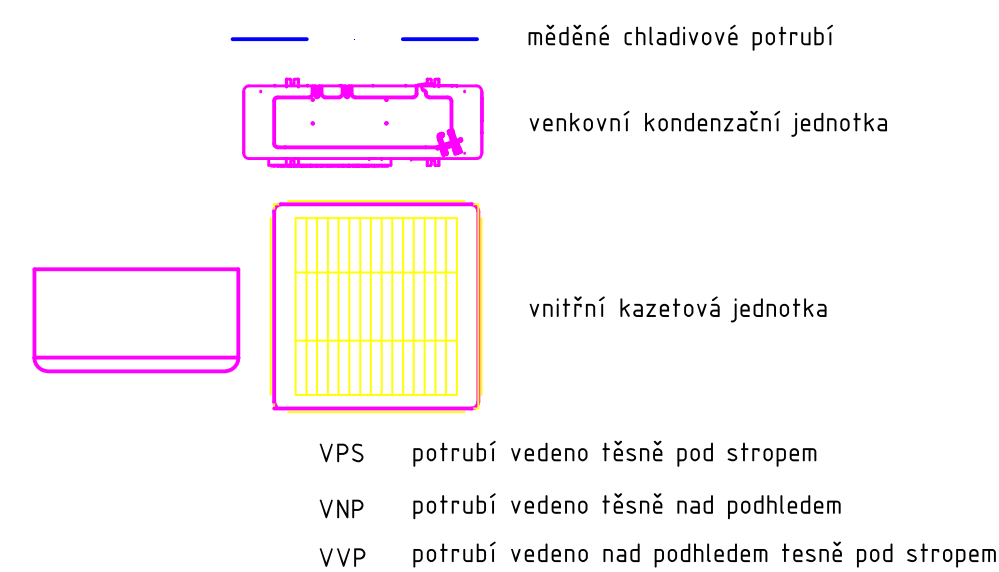 měděné chladivové potrubí
venkovní kondenzační jednotka
vnitřní kazetová jednotka
VPS potrubí vedeno těsně pod stropem
VNP potrubí vedeno těsně nad podhledem
VVP potrubí vedeno nad podhledem tesně pod stropem